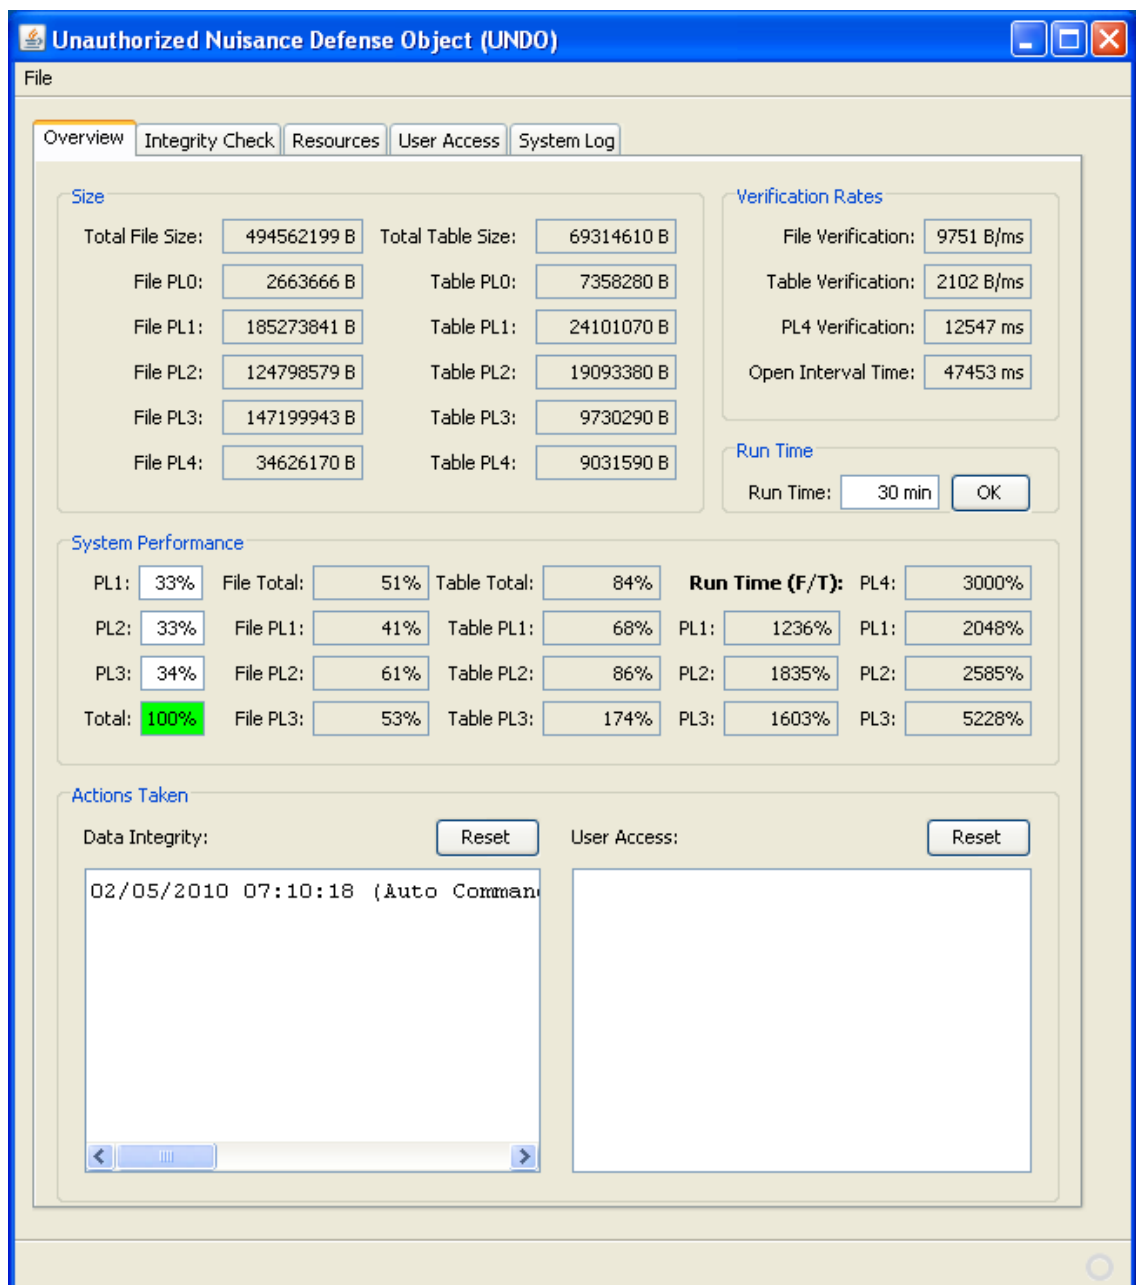 Unauthorized Nuisance Defense Object (UNDO)
File
Overview Integrity Check Resources User Access System Log
Size
Total File Size: 494562199 B Total Table Size: 69314610 B
File PL0: 2663666 B Table PL0: 7358280 B
File PL1: 185273841 B Table PL1: 24101070 B
File PL2: 124798579 B Table PL2: 19093380 B
File PL3: 147199943 B Table PL3: 9730290 B
File PL4: 34626170 B Table PL4: 9031590 B
Verification Rates
File Verification: 9751 B/ms
Table Verification: 2102 B/ms
PL4 Verification: 12547 ms
Open Interval Time: 47453 ms
Run Time
Run Time: 30 min OK
System Performance
PL1: 33% File Total: 51% Table Total: 84% Run Time (F/T): PL4: 3000%
PL2: 33% File PL1: 41% Table PL1: 68% PL1: 1236% PL1: 2048%
PL3: 34% File PL2: 61% Table PL2: 86% PL2: 1835% PL2: 2585%
Total: 100% File PL3: 53% Table PL3: 174% PL3: 1603% PL3: 5228%
Actions Taken
Data Integrity: Reset User Access: Reset
02/05/2010 07:10:18 (Auto Comman